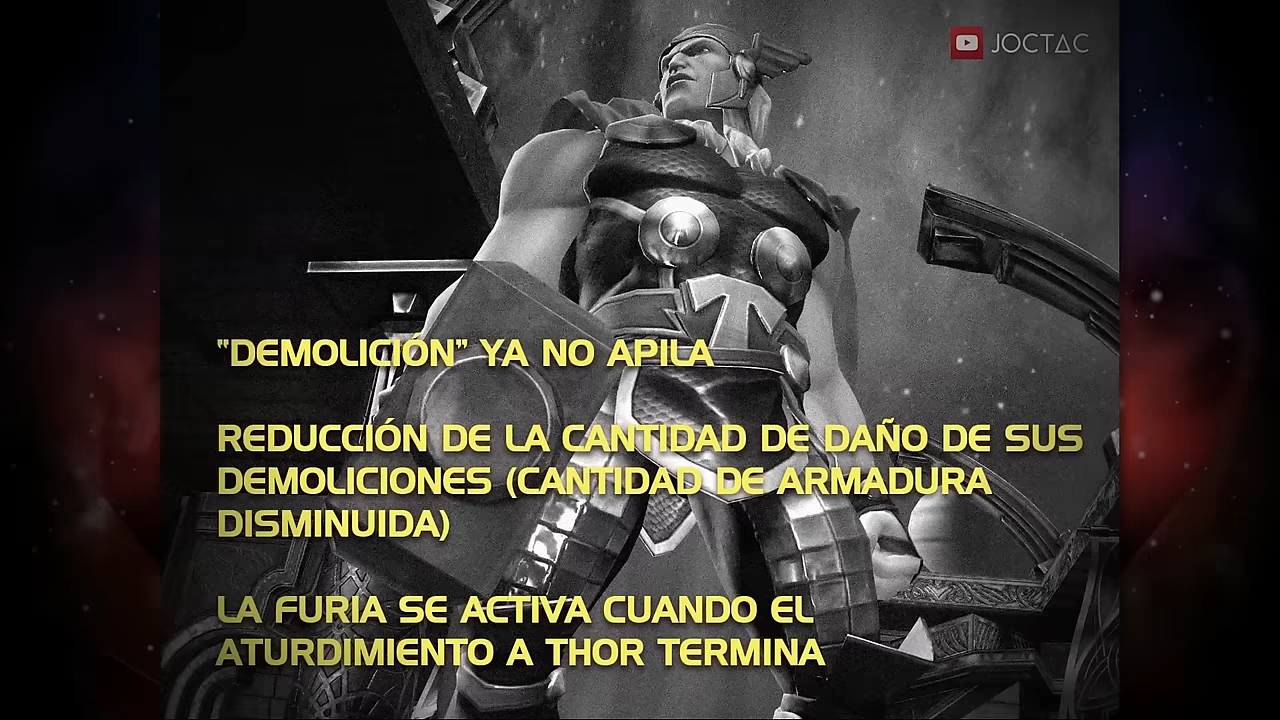 JOCTAC
“DEMOLICIÓN” YA NO APILA
REDUCCIÓN DE LA CANTIDAD DE DAÑO DE SUS
DEMOLICIONES (CANTIDAD DE ARMADURA
DISMINUIDA)
LA FURIA SE ACTIVA CUANDO EL
ATURDIMIENTO A THOR TERMINA